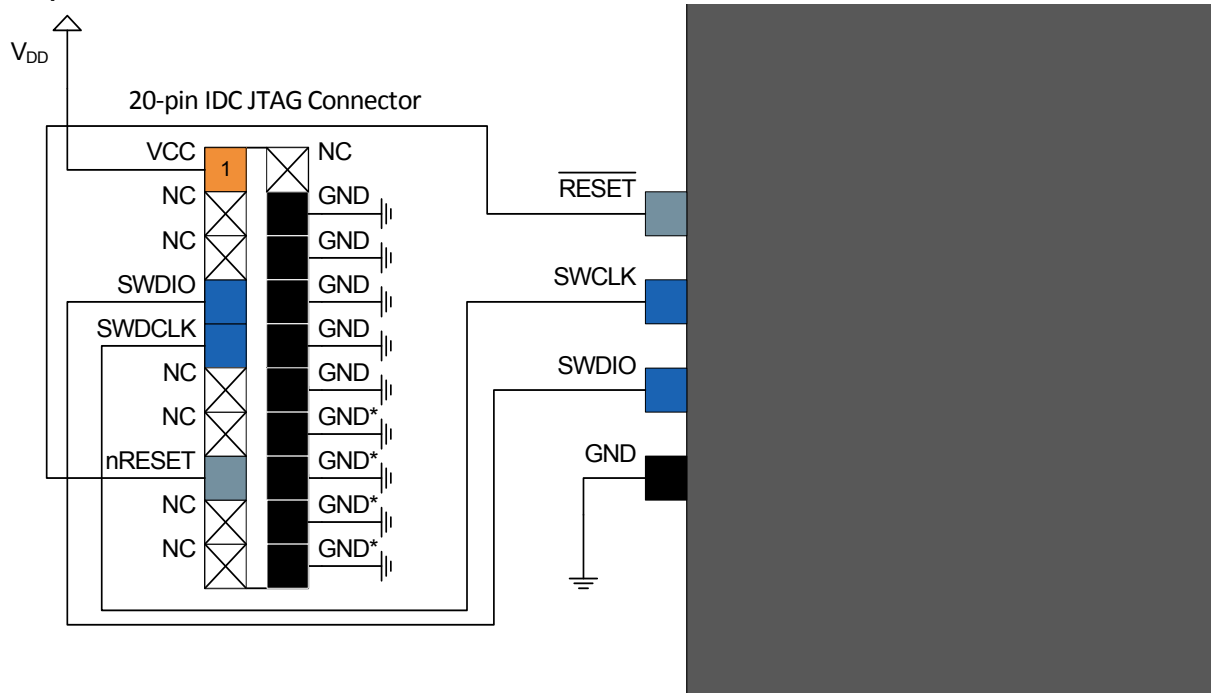 V_DD
20-pin IDC JTAG Connector
VCC 1 NC
NC GND
NC GND
SWDIO GND
SWDCLK GND
NC GND
NC GND*
nRESET GND*
NC GND*
NC GND*
RESET
SWCLK
SWDIO
GND